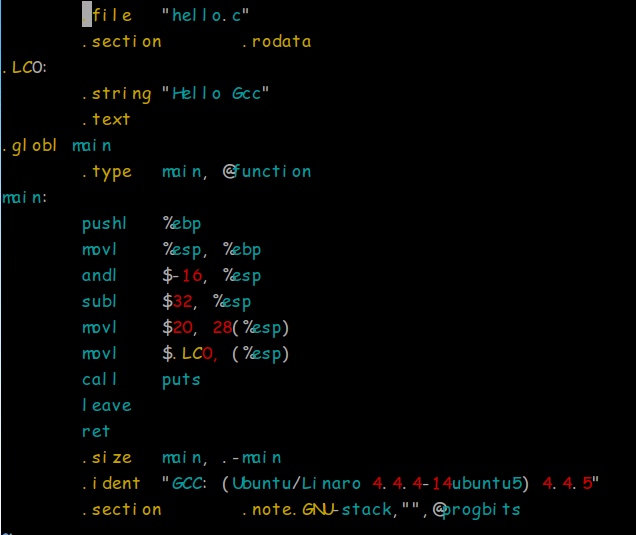 .file "hello.c"
.section .rodata
.LC0:
.string "Hello Gcc"
.text
.globl main
.type main, @function
main:
pushl %ebp
movl %esp, %ebp
andl $-16, %esp
subl $32, %esp
movl $20, 28(%esp)
movl $.LC0, (%esp)
call puts
leave
ret
.size main, .-main
.ident "GCC: (Ubuntu/Linaro 4.4.4-14ubuntu5) 4.4.5"
.section .note.GNU-stack,"",@progbits